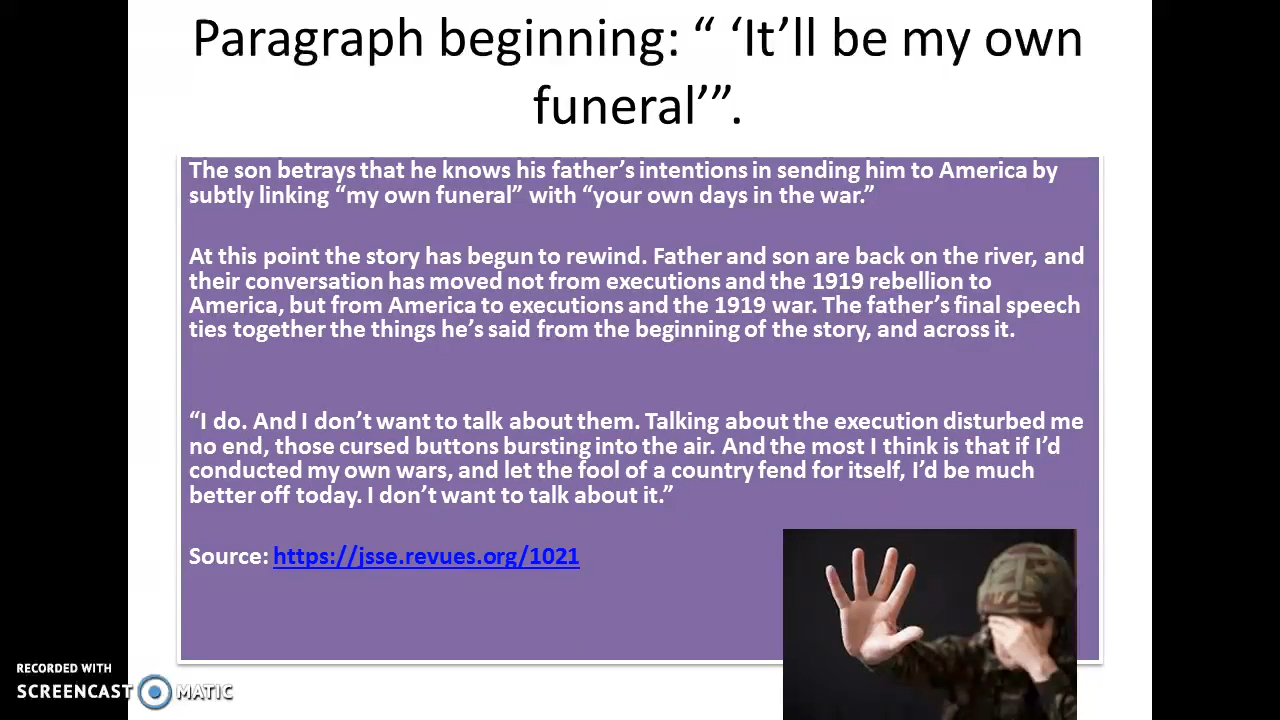 Paragraph beginning: “ ‘It’ll be my own
funeral’”.
The son betrays that he knows his father’s intentions in sending him to America by
subtly linking “my own funeral” with “your own days in the war.”
At this point the story has begun to rewind. Father and son are back on the river, and
their conversation has moved not from executions and the 1919 rebellion to
America, but from America to executions and the 1919 war. The father’s final speech
ties together the things he’s said from the beginning of the story, and across it.
“I do. And I don’t want to talk about them. Talking about the execution disturbed me
no end, those cursed buttons bursting into the air. And the most I think is that if I’d
conducted my own wars, and let the fool of a country fend for itself, I’d be much
better off today. I don’t want to talk about it.”
Source: https://jsse.revues.org/1021
RECORDED WITH
SCREENCAST MATIC